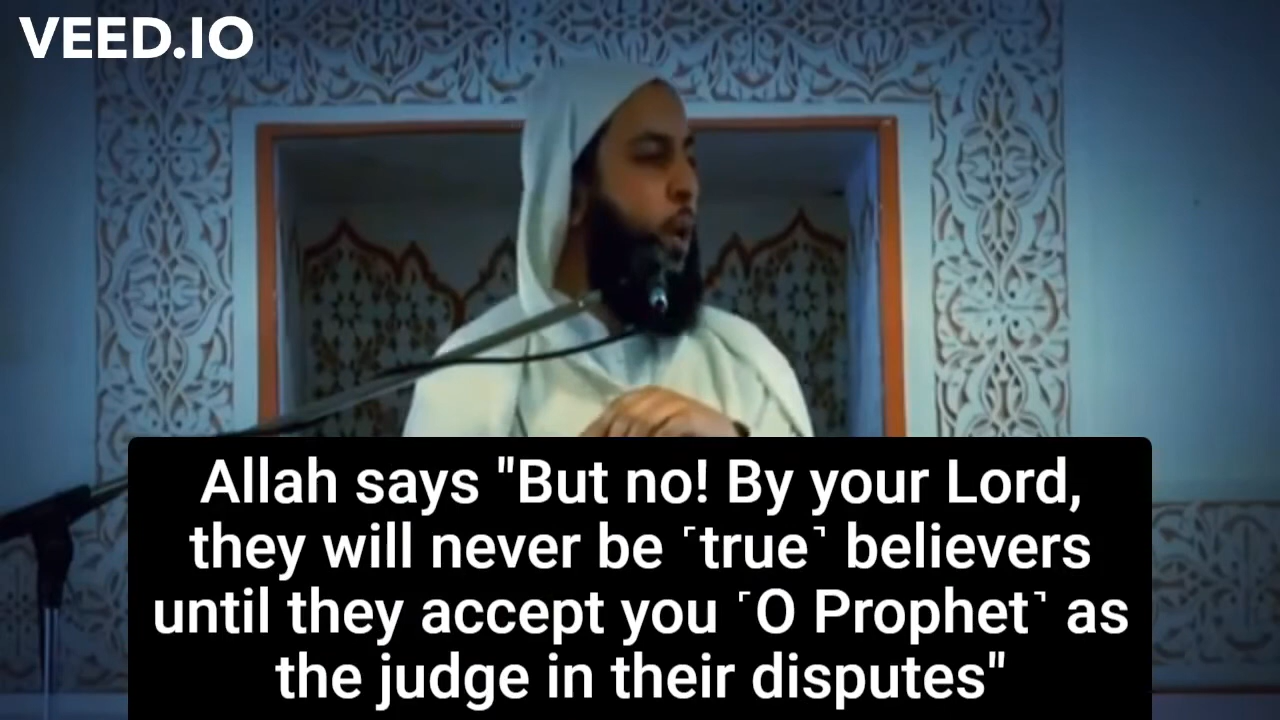 VEED.IO
Allah says "But no! By your Lord,
they will never be ˹true˺ believers
until they accept you ˹O Prophet˺ as
the judge in their disputes"